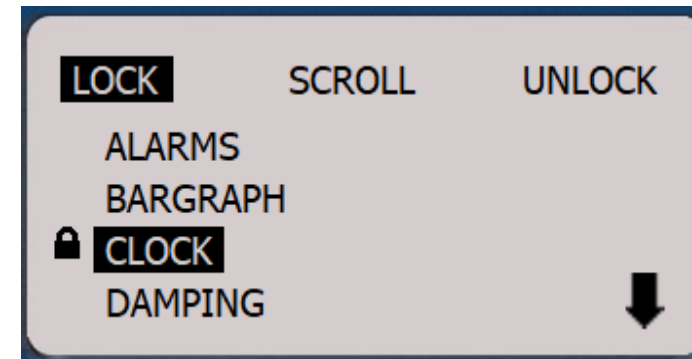 LOCK SCROLL UNLOCK
ALARMS
BARGRAPH
CLOCK
DAMPING